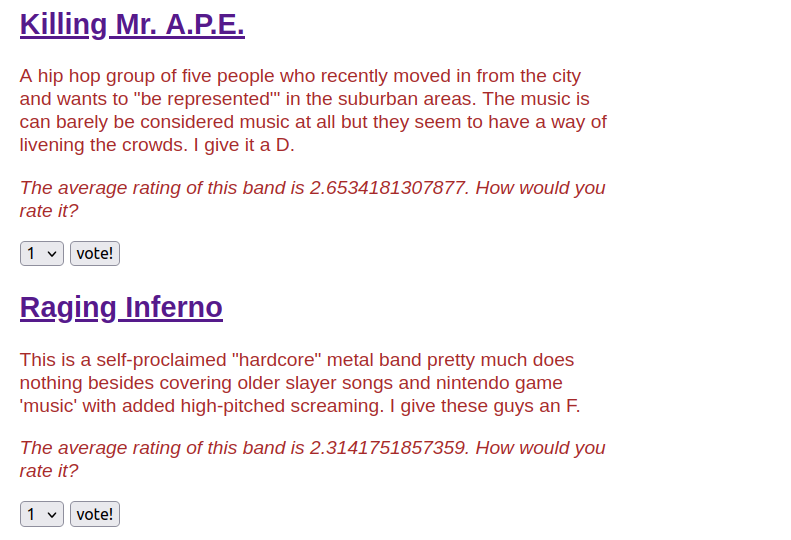 Killing Mr. A.P.E.
A hip hop group of five people who recently moved in from the city
and wants to "be represented'" in the suburban areas. The music is
can barely be considered music at all but they seem to have a way of
livening the crowds. I give it a D.
The average rating of this band is 2.6534181307877. How would you
rate it?
1 vote!
Raging Inferno
This is a self-proclaimed "hardcore" metal band pretty much does
nothing besides covering older slayer songs and nintendo game
'music' with added high-pitched screaming. I give these guys an F.
The average rating of this band is 2.3141751857359. How would you
rate it?
1 vote!